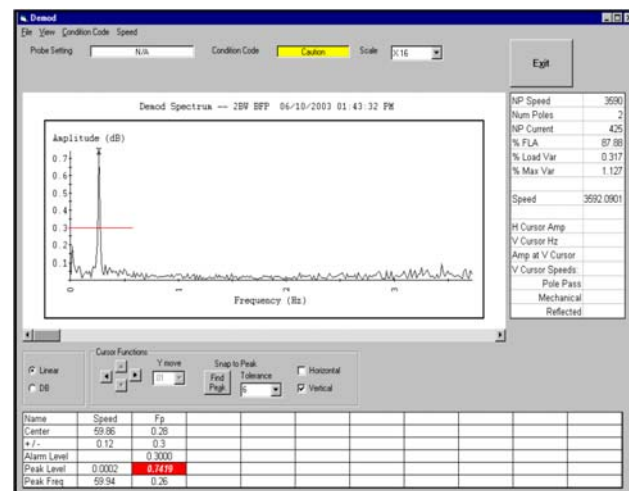 Demod
File View Condition Code Speed
Probe Setting N/A Condition Code Caution Scale X16
Exit
Demod Spectrum -- 2BW BFP 06/10/2003 01:43:32 PM
Amplitude (dB)
0.7
0.6
0.5
0.4
0.3
0.2
0.1
0 1 2 3
Frequency (Hz)
NP Speed 3590
Num Poles 2
NP Current 425
% FLA 87.88
% Load Var 0.317
% Max Var 1.127
Speed 3592.0901
H Cursor Amp
V Cursor Hz
Amp at V Cursor
V Cursor Speeds:
Pole Pass
Mechanical
Reflected
Linear
DB
Cursor Functions
Y move
.01
Snap to Peak
Find Peak
Tolerance
6
Horizontal
Vertical
Name Speed Fp
Center 59.86 0.28
+/- 0.12 0.3
Alarm Level 0.3000
Peak Level 0.0002 0.7419
Peak Freq 59.94 0.26